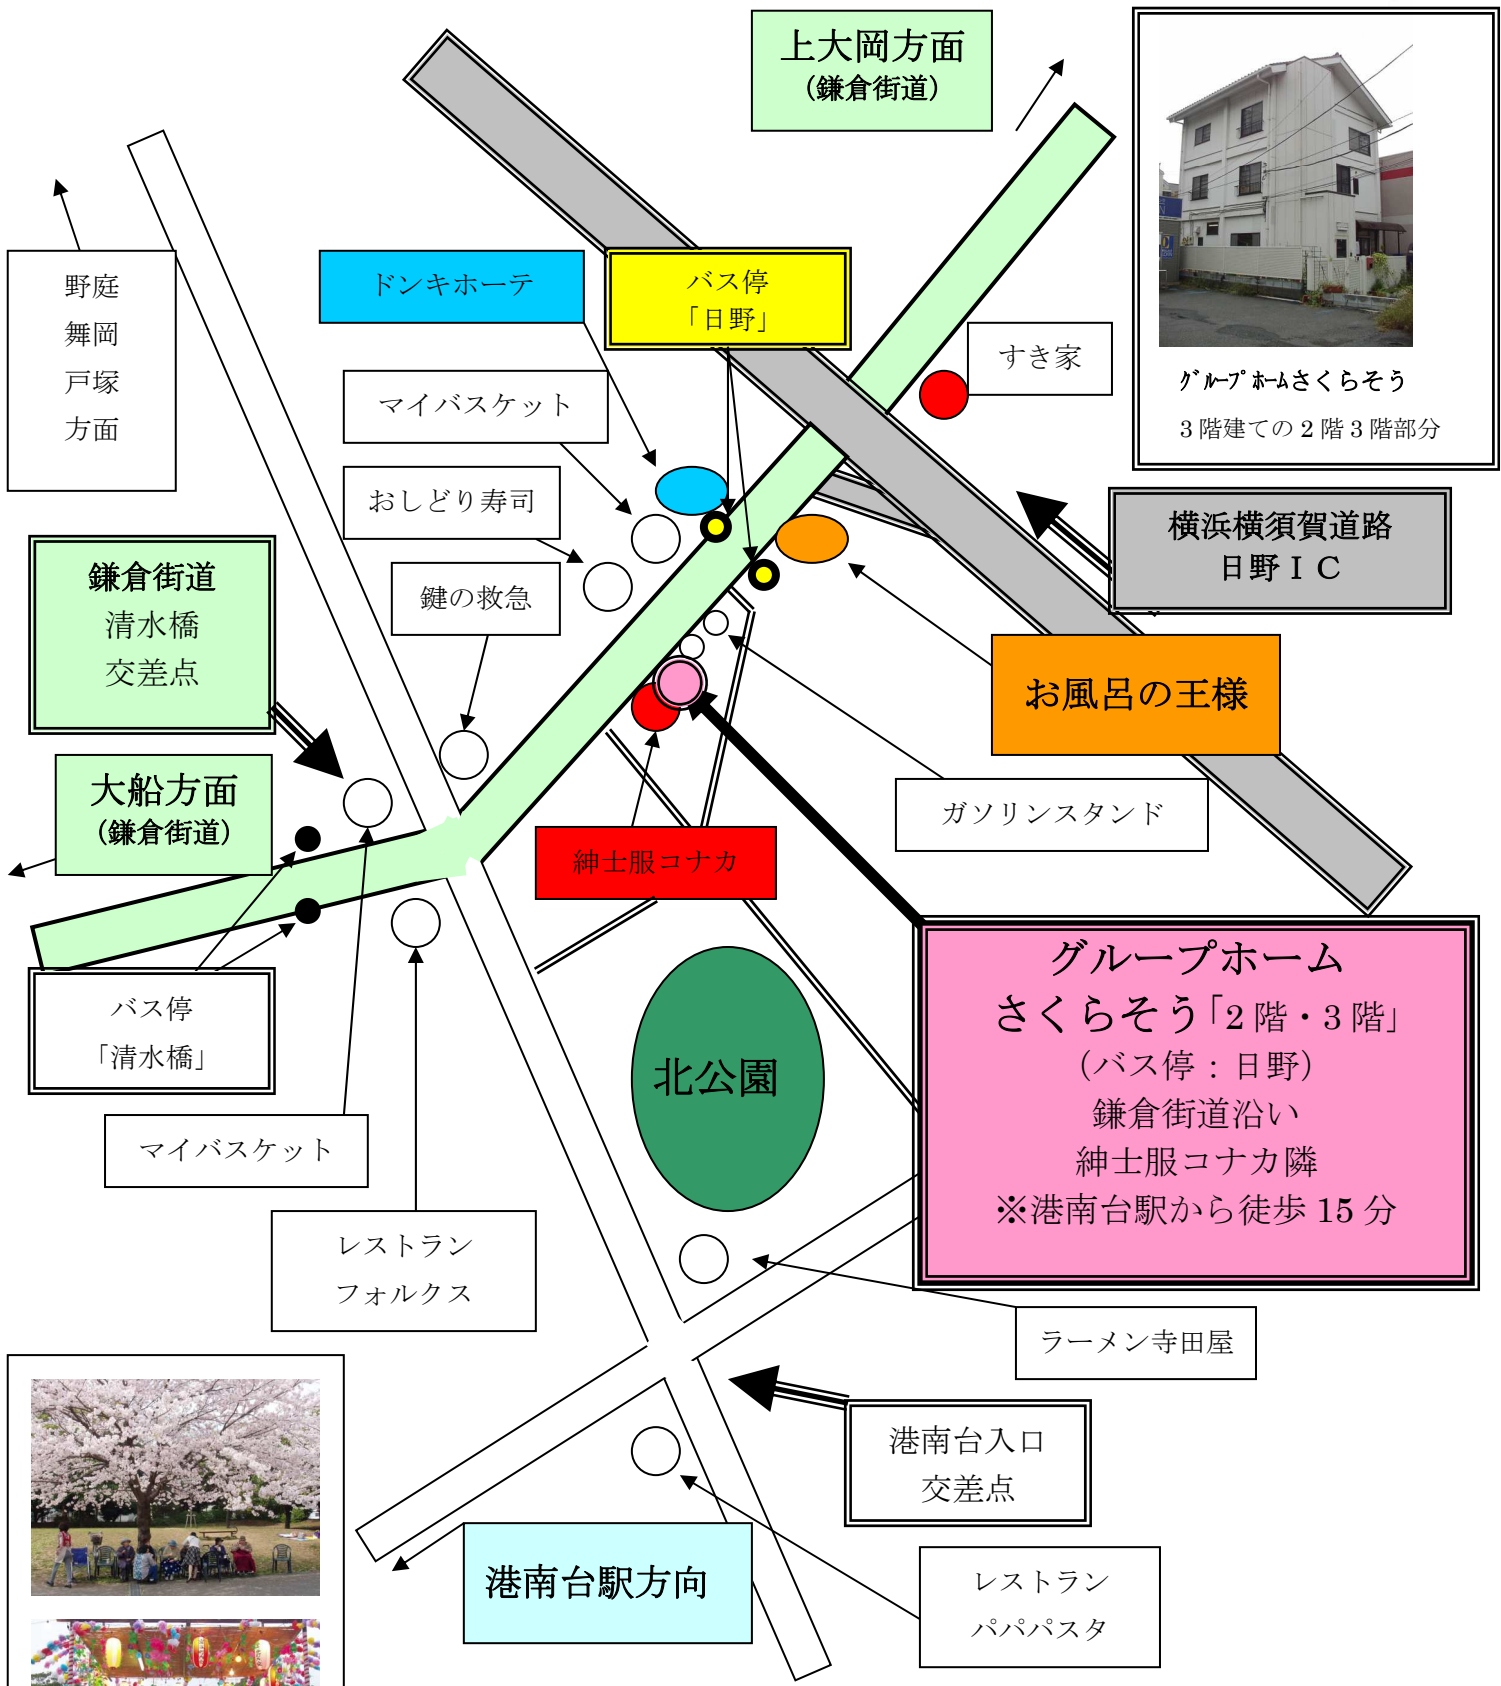 上大岡方面
(鎌倉街道)
野庭
舞岡
戸塚
方面
ドンキホーテ
バス停
「日野」
すき家
マイバスケット
グループホームさくらそう
3階建ての2階3階部分
おしどり寿司
横浜横須賀道路
日野IC
鎌倉街道
清水橋
交差点
鍵の救急
お風呂の王様
大船方面
(鎌倉街道)
ガソリンスタンド
紳士服コナカ
グループホーム
さくらそう「2階・3階」
(バス停:日野)
鎌倉街道沿い
紳士服コナカ隣
※港南台駅から徒歩15分
バス停
「清水橋」
北公園
マイバスケット
レストラン
フォルクス
ラーメン寺田屋
港南台入口
交差点
港南台駅方向
レストラン
パパパスタ